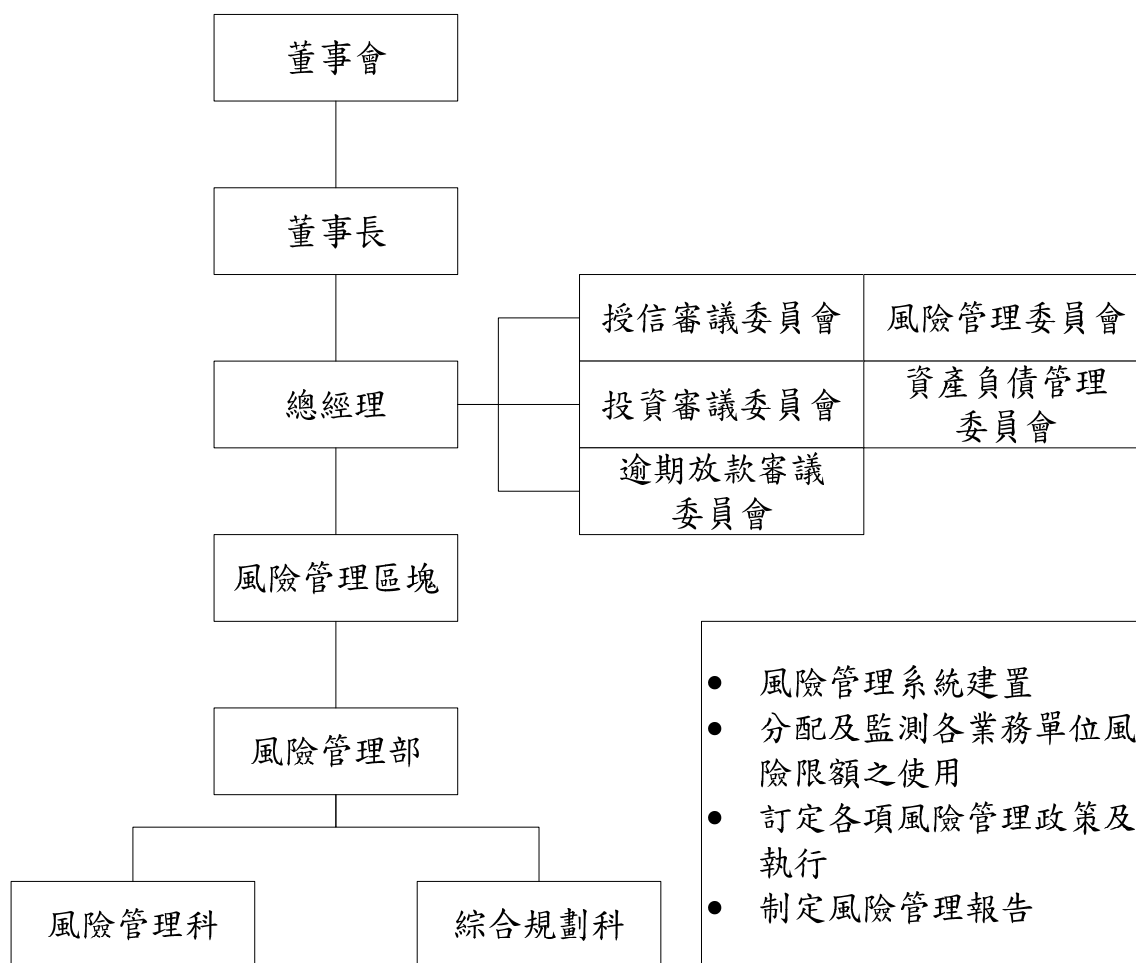 董事會
董事長
授信審議委員會
風險管理委員會
總經理
投資審議委員會
資產負債管理
委員會
逾期放款審議
委員會
風險管理區塊
風險管理部
● 風險管理系統建置
● 分配及監測各業務單位風
險限額之使用
● 訂定各項風險管理政策及
執行
● 制定風險管理報告
風險管理科
綜合規劃科